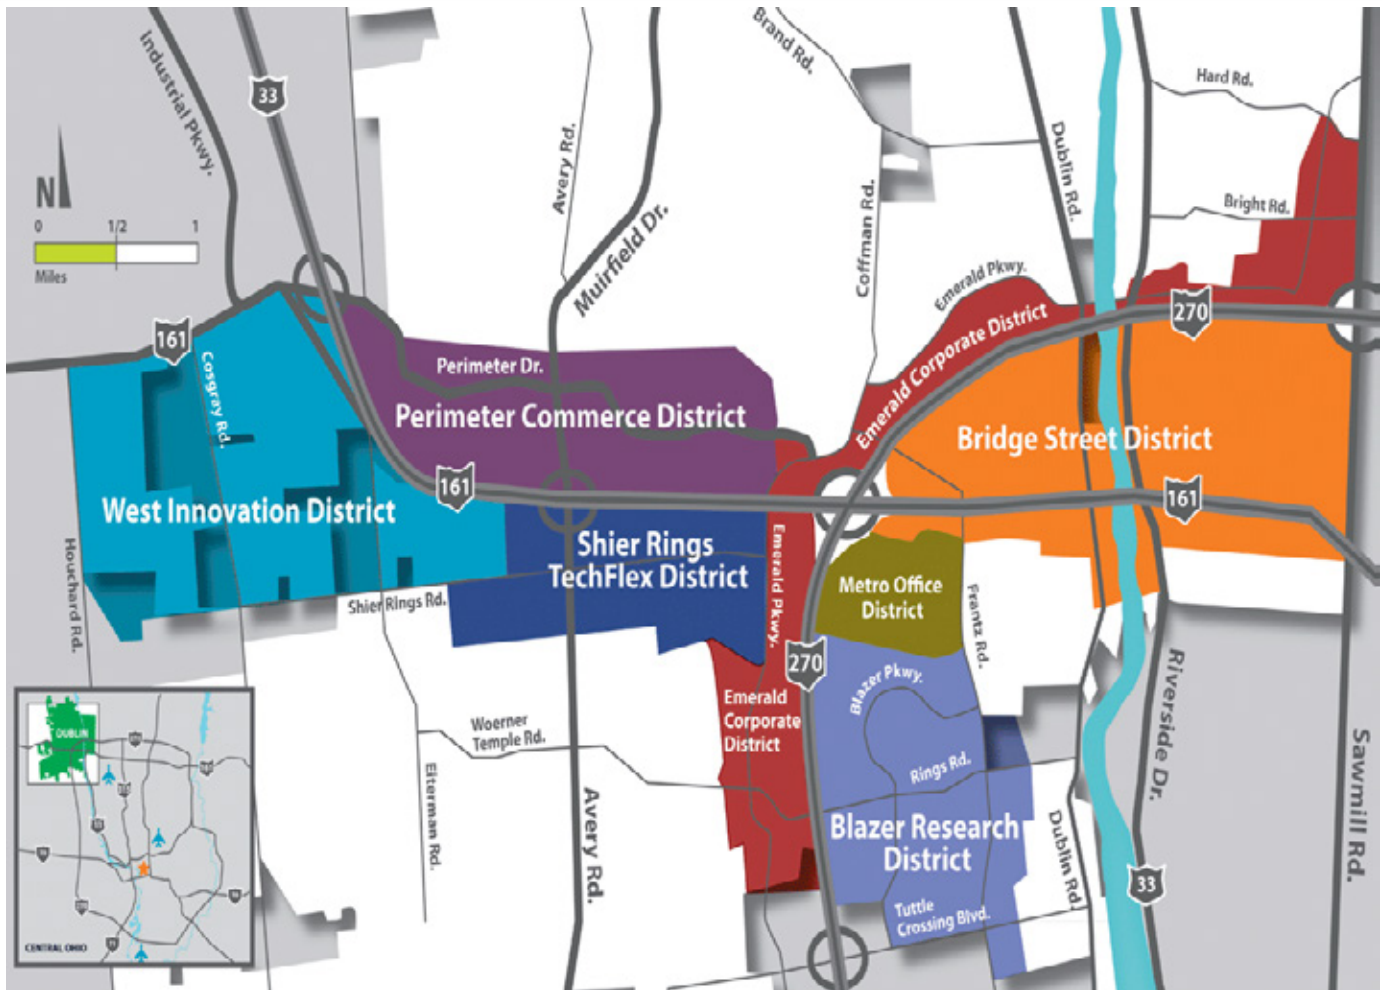 Industrial Pkwy.
33
Avery Rd.
Muirfield Dr.
Brand Rd.
Coffman Rd.
Dublin Rd.
Hard Rd.
Bright Rd.
N
0 1/2 1
Miles
161
Cosgray Rd.
Emerald Pkwy.
270
Emerald Corporate District
Perimeter Dr.
Perimeter Commerce District
Bridge Street District
161
161
West Innovation District
Shier Rings
TechFlex District
Emerald Pkwy.
Metro Office
District
Houchard Rd.
Shier Rings Rd.
Frantz Rd.
270
Blazer Pkwy.
Riverside Dr.
Emerald
Corporate
District
Woerner
Temple Rd.
Eiterman Rd.
Avery Rd.
Rings Rd.
Blazer Research
District
Dublin Rd.
Sawmill Rd.
33
Tuttle
Crossing Blvd.
DUBLIN
CENTRAL OHIO